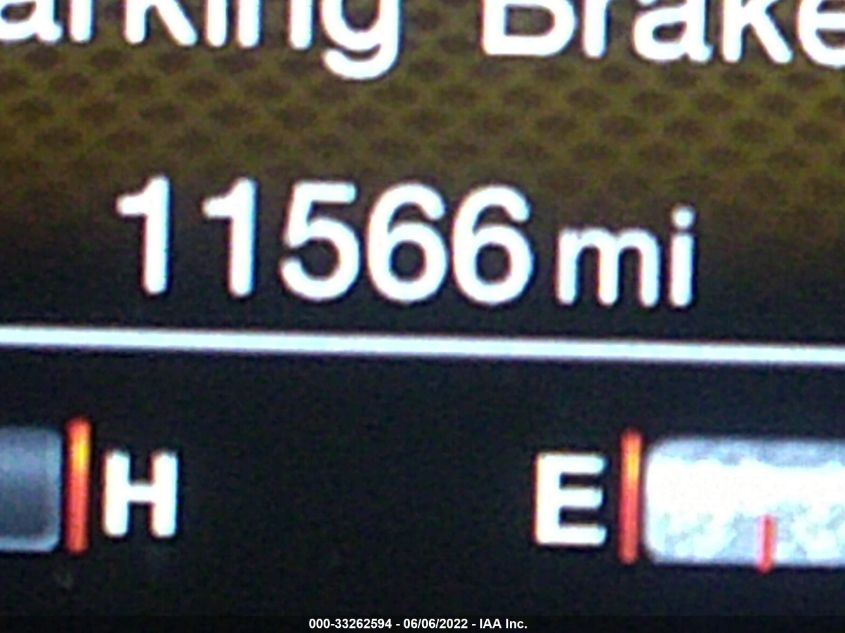 arking Brake
11566 mi
H E
000-33262594 - 06/06/2022 - IAA Inc.